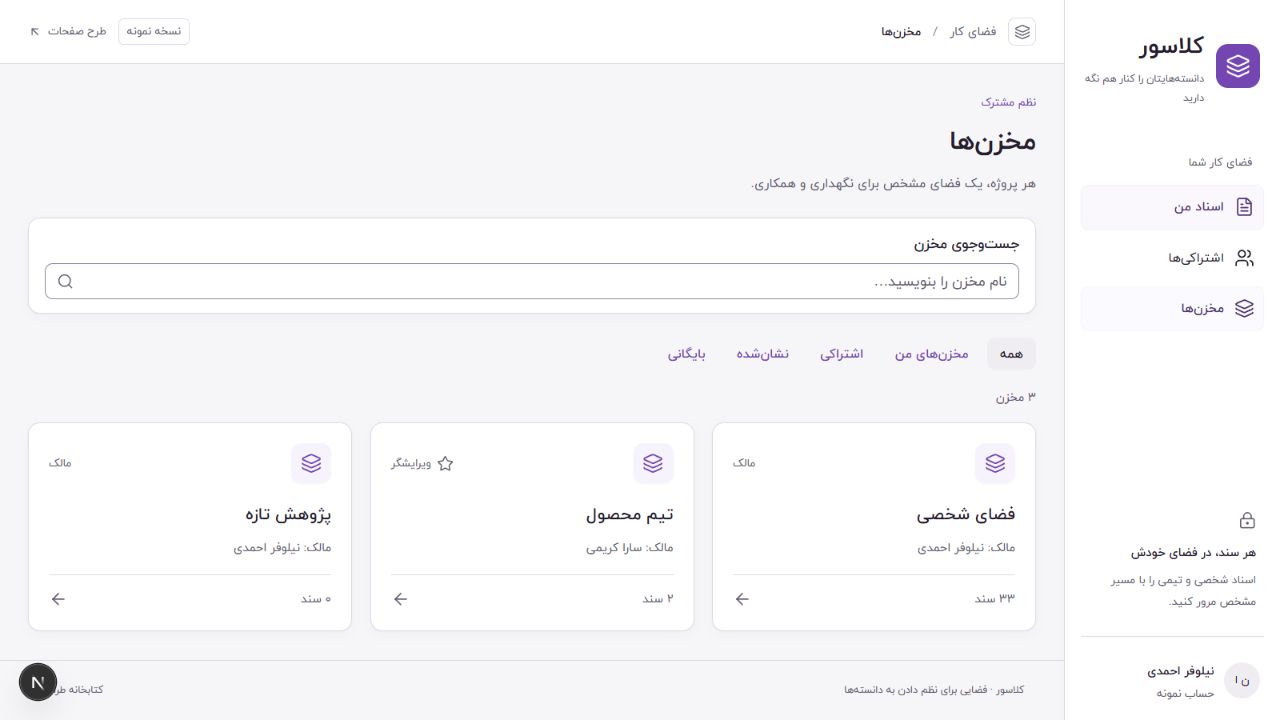 کلاسور
دانسته‌هایتان را کنار هم نگه
دارید
فضای کار شما
اسناد من
اشتراکی‌ها
مخزن‌ها
هر سند، در فضای خودش
اسناد شخصی و تیمی را با مسیر
مشخص مرور کنید.
ن ا
نیلوفر احمدی
حساب نمونه
فضای کار / مخزن‌ها
نسخه نمونه
طرح صفحات
نظم مشترک
مخزن‌ها
هر پروژه، یک فضای مشخص برای نگهداری و همکاری.
جست‌وجوی مخزن
نام مخزن را بنویسید…
همه
مخزن‌های من
اشتراکی
نشان‌شده
بایگانی
۳ مخزن
مالک
فضای شخصی
مالک: نیلوفر احمدی
۳۳ سند
ویرایشگر
تیم محصول
مالک: سارا کریمی
۲ سند
مالک
پژوهش تازه
مالک: نیلوفر احمدی
۰ سند
کلاسور · فضایی برای نظم دادن به دانسته‌ها
کتابخانه
N